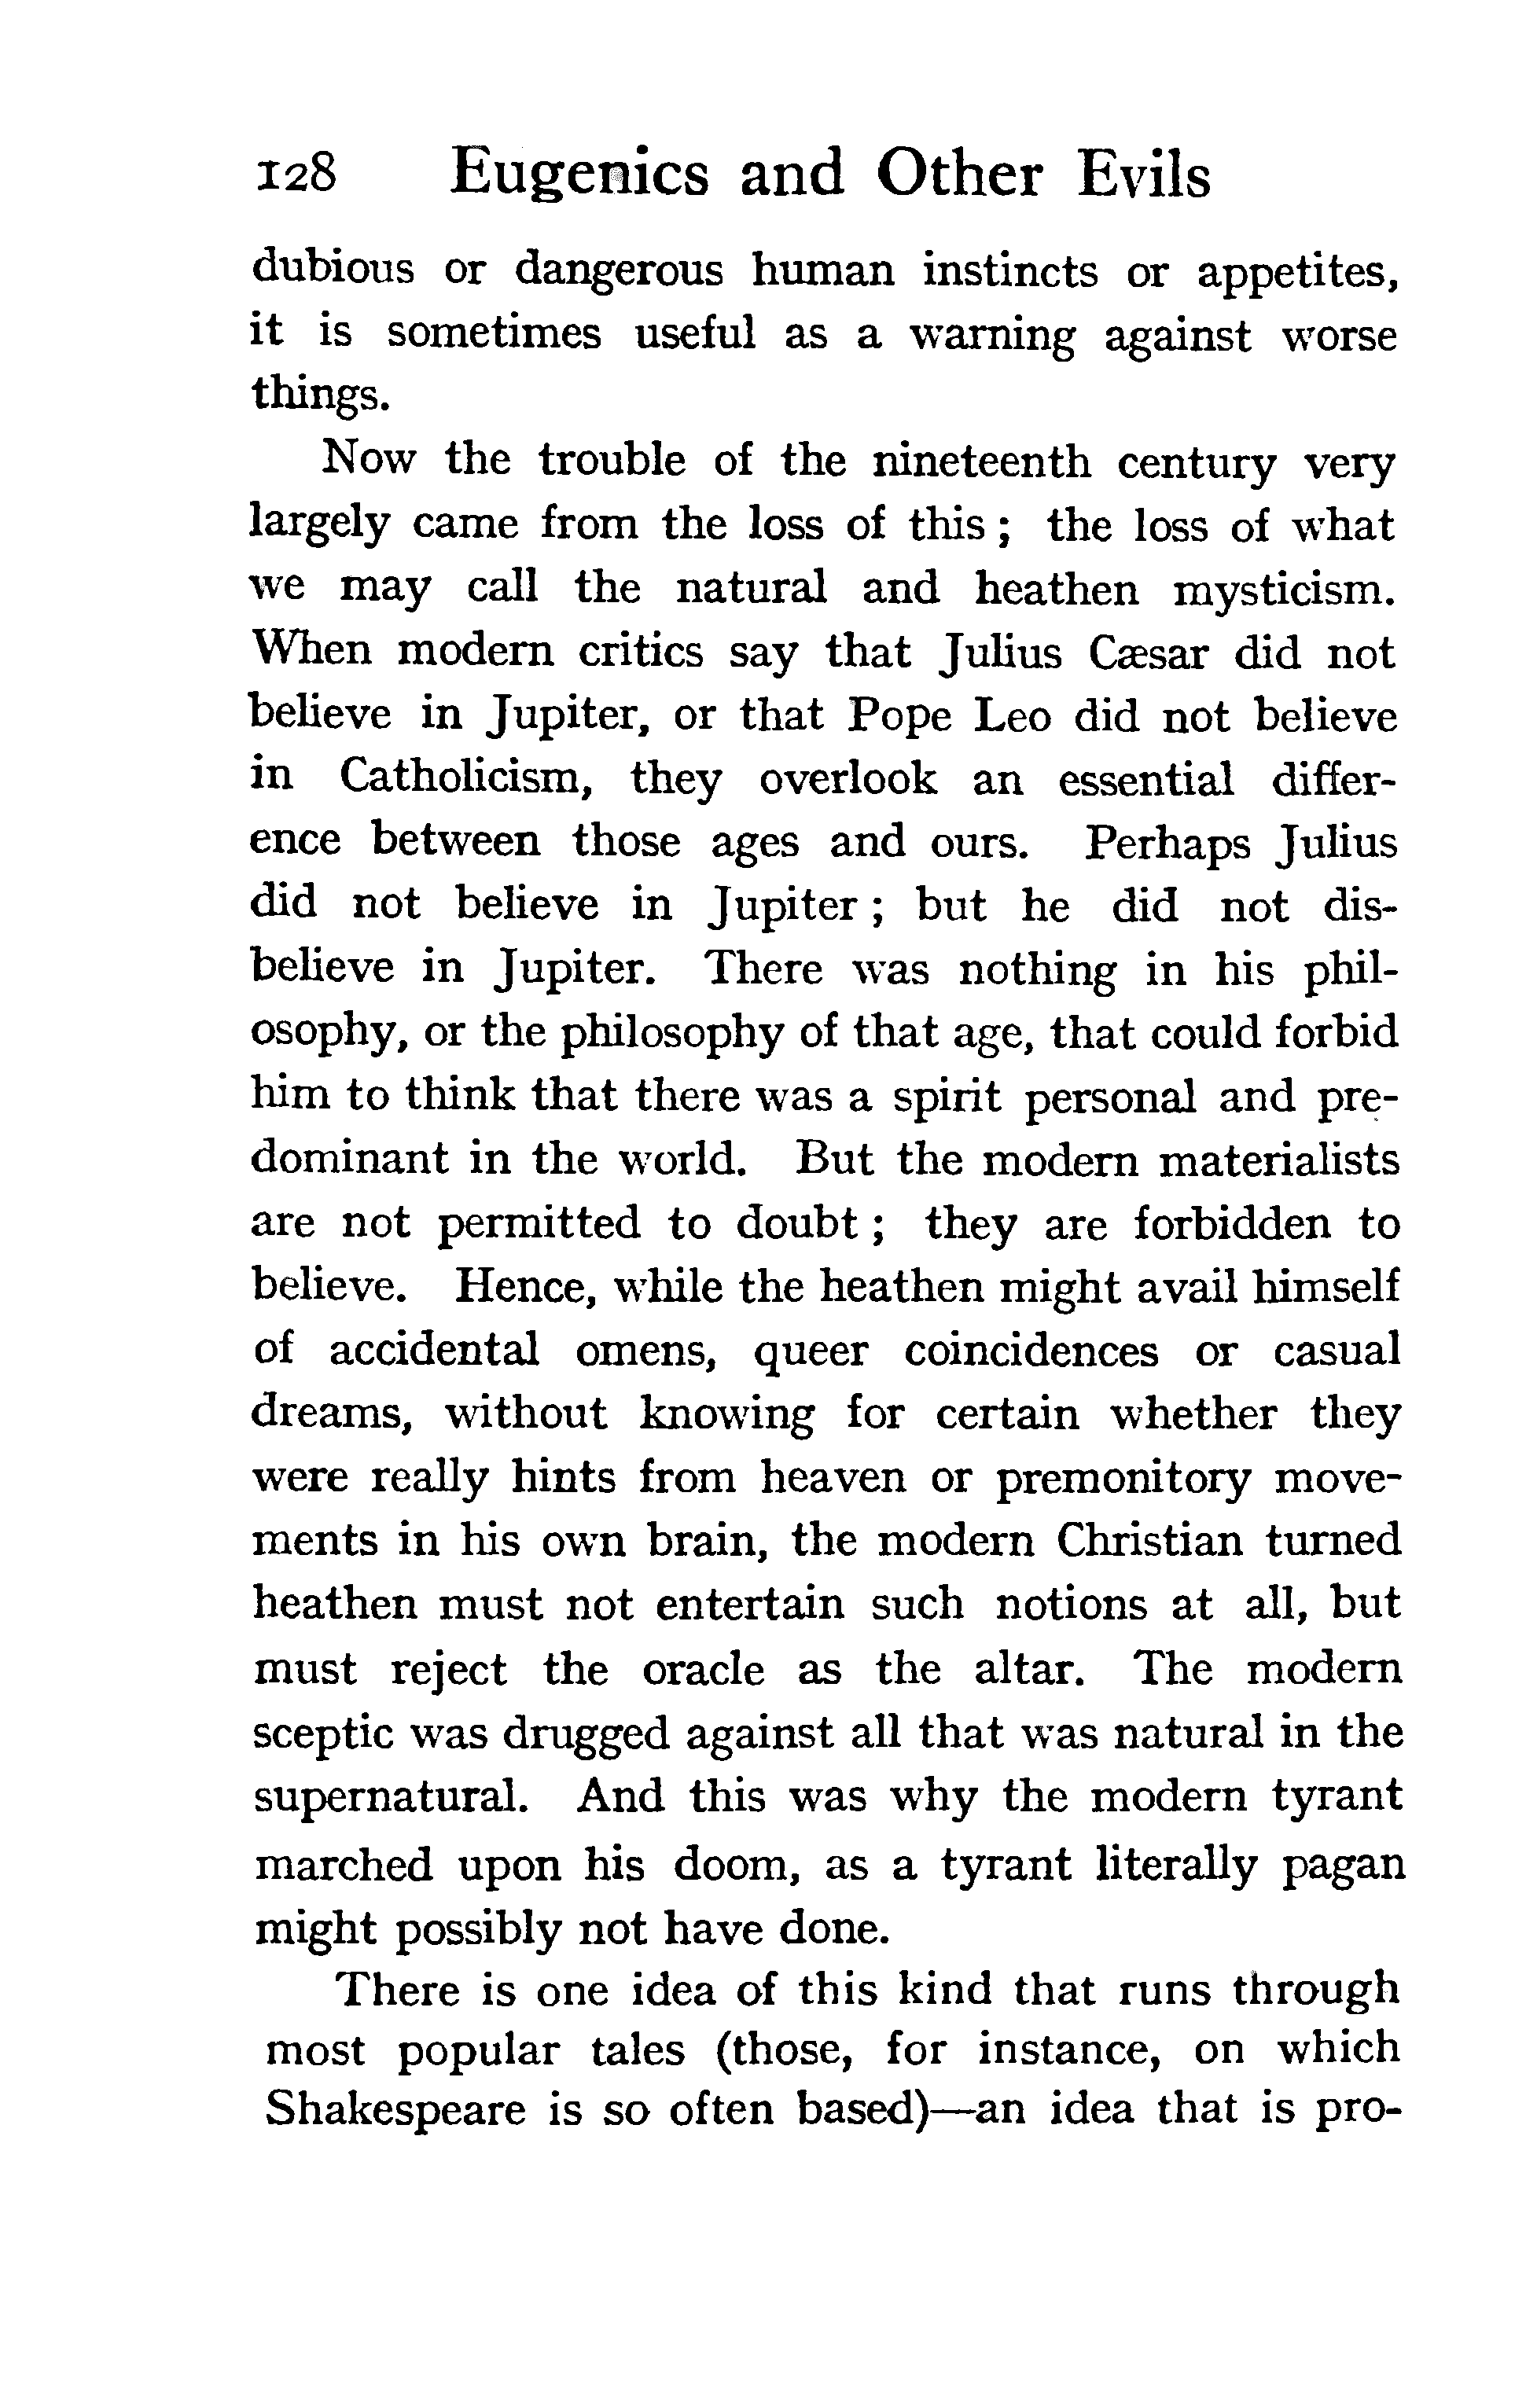 128 Eugenics and Other Evils
dubious or dangerous human instincts or appetites,
it is sometimes useful as a warning against worse
things.
Now the trouble of the nineteenth century very
largely came from the loss of this ; the loss of what
we may call the natural and heathen mysticism.
When modern critics say that Julius Cæsar did not
believe in Jupiter, or that Pope Leo did not believe
in Catholicism, they overlook an essential differ-
ence between those ages and ours. Perhaps Julius
did not believe in Jupiter ; but he did not dis-
believe in Jupiter. There was nothing in his phil-
osophy, or the philosophy of that age, that could forbid
him to think that there was a spirit personal and pre-
dominant in the world. But the modern materialists
are not permitted to doubt ; they are forbidden to
believe. Hence, while the heathen might avail himself
of accidental omens, queer coincidences or casual
dreams, without knowing for certain whether they
were really hints from heaven or premonitory move-
ments in his own brain, the modern Christian turned
heathen must not entertain such notions at all, but
must reject the oracle as the altar. The modern
sceptic was drugged against all that was natural in the
supernatural. And this was why the modern tyrant
marched upon his doom, as a tyrant literally pagan
might possibly not have done.
There is one idea of this kind that runs through
most popular tales (those, for instance, on which
Shakespeare is so often based)—an idea that is pro-